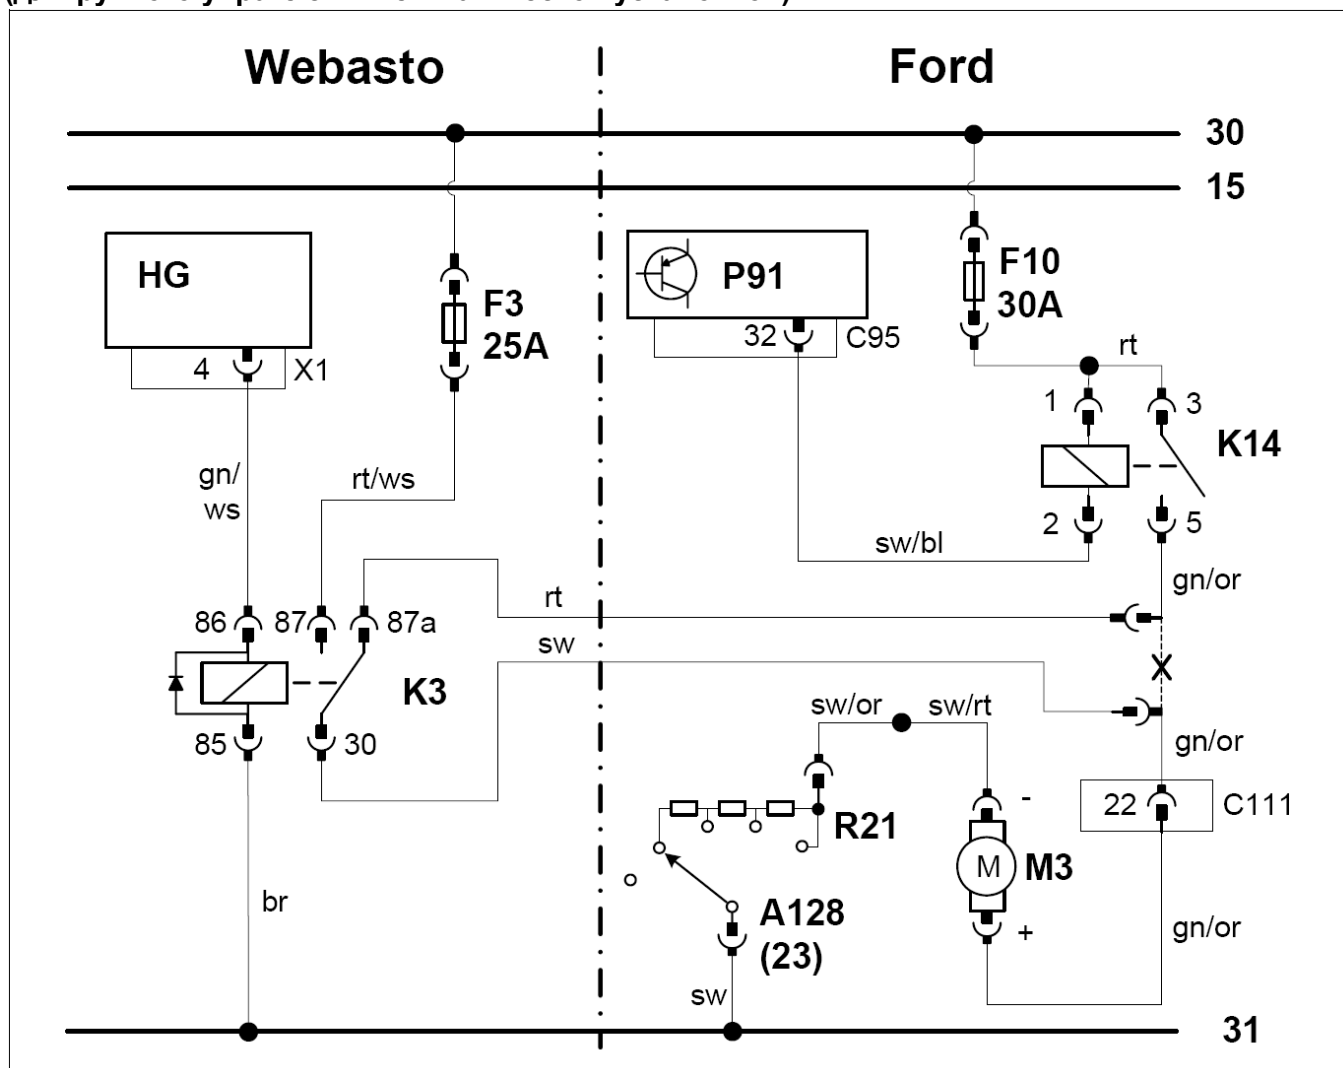 Webasto
Ford
30
15
HG
4
X1
F3
25A
P91
32
C95
F10
30A
rt
1
3
K14
2
5
gn/
ws
rt/ws
sw/bl
gn/or
86
87
87a
rt
sw
K3
85
30
sw/or
sw/rt
gn/or
R21
-
22
C111
M
M3
A128
(23)
+
gn/or
br
sw
31